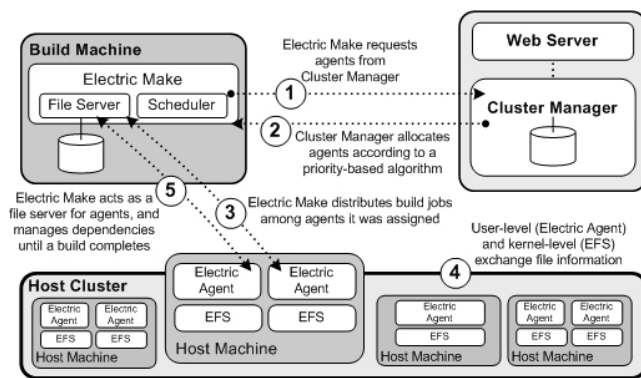 Build Machine
Electric Make
File Server
Scheduler
Electric Make requests
agents from
Cluster Manager
1
2
Cluster Manager allocates
agents according to a
priority-based algorithm
Web Server
Cluster Manager
Electric Make acts as a
file server for agents, and
manages dependencies
until a build completes
5
3
Electric Make distributes build jobs
among agents it was assigned
User-level (Electric Agent)
and kernel-level (EFS)
exchange file information
4
Host Cluster
Electric
Agent
Electric
Agent
EFS
EFS
Host Machine
Electric
Agent
Electric
Agent
EFS
EFS
Host Machine
Electric
Agent
EFS
Host Machine
Electric
Agent
Electric
Agent
EFS
EFS
Host Machine